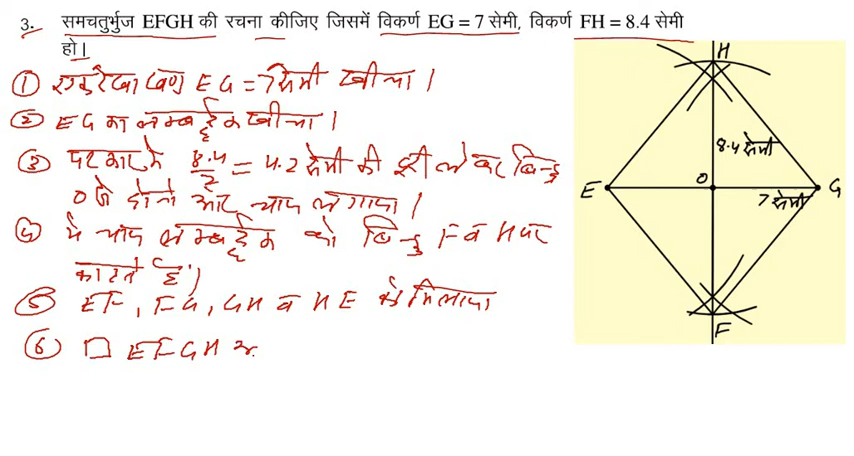 3. समचतुर्भुज EFGH की रचना कीजिए जिसमें विकर्ण EG = 7 सेमी, विकर्ण FH = 8.4 सेमी
हो।
① एक रेखा खण्ड EG = 7 सेमी खींचा।
② EG का लम्बार्द्धक खींचा।
③ परकार में 8.4/2 = 4.2 सेमी की दूरी लेकर बिन्दु
O से दोनों ओर चाप लगाया।
④ ये चाप लम्बार्द्धक को बिन्दु F व H पर
काटते हैं।
⑤ EF, FG, GH व HE को मिलाया
⑥ □ EFGH
H
8.4 सेमी
E
O
7 सेमी
G
F